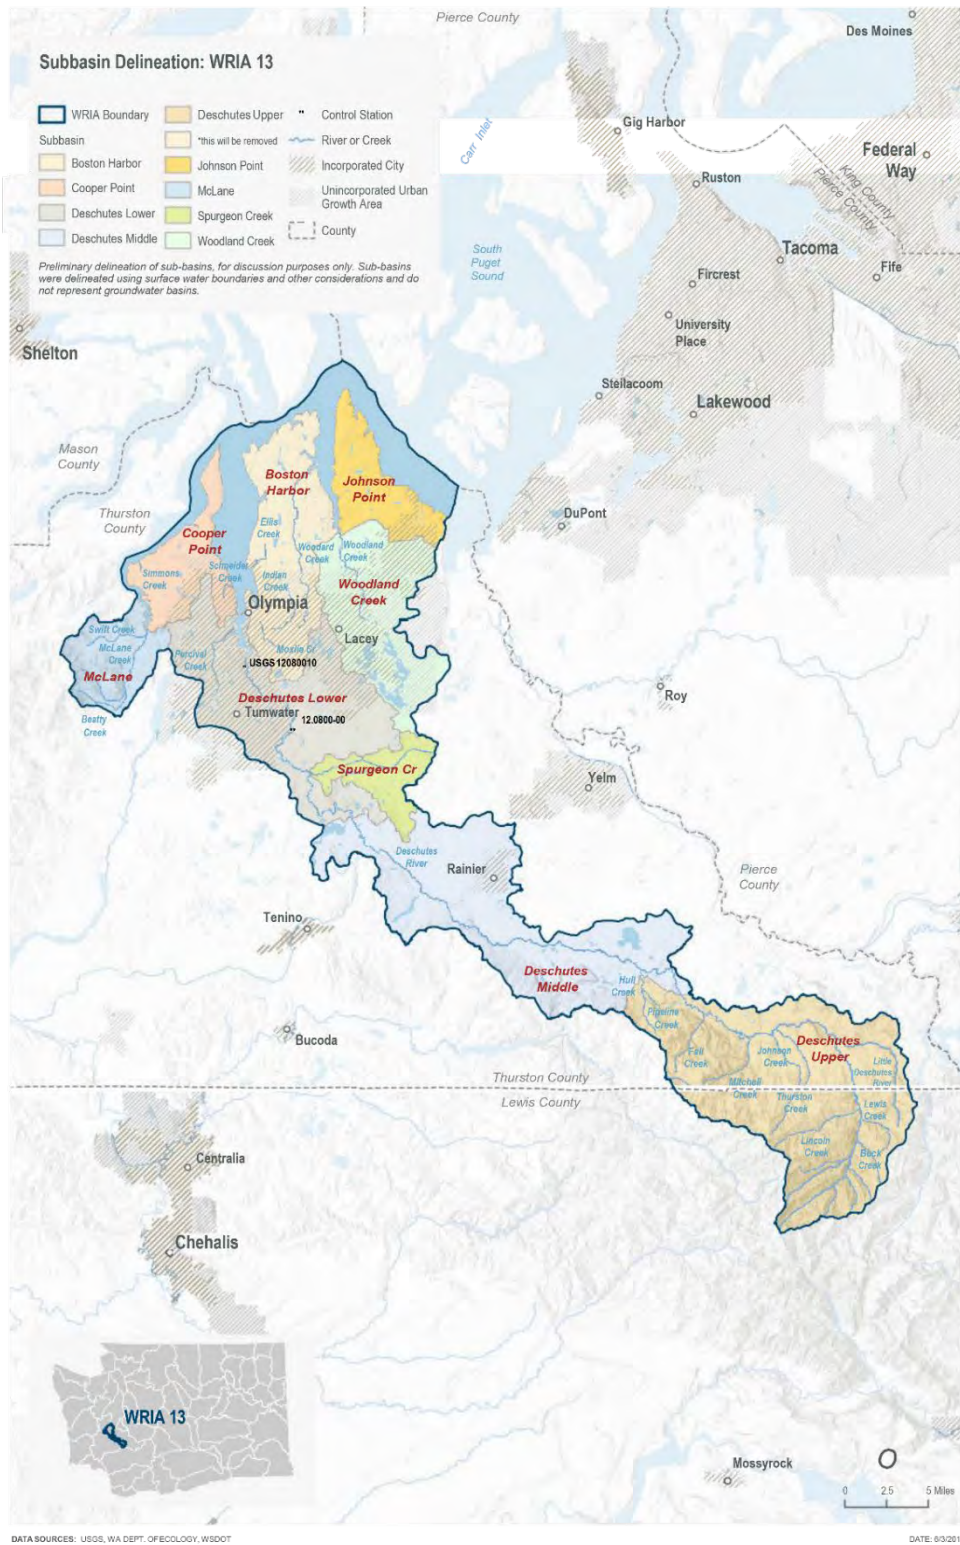 Pierce County
Des Moines
Subbasin Delineation: WRIA 13
WRIA Boundary
Subbasin
Boston Harbor
Cooper Point
Deschutes Lower
Deschutes Middle
Deschutes Upper
*this will be removed
Johnson Point
McLane
Spurgeon Creek
Woodland Creek
Control Station
River or Creek
Incorporated City
Unincorporated Urban
Growth Area
County
Preliminary delineation of sub-basins, for discussion purposes only. Sub-basins
were delineated using surface water boundaries and other considerations and do
not represent groundwater basins.
Carr Inlet
Gig Harbor
Federal
Way
Ruston
King County
Pierce County
Tacoma
Fife
South
Puget
Sound
Fircrest
University
Place
Shelton
Steilacoom
Lakewood
Mason
County
Boston
Harbor
Johnson
Point
Thurston
County
DuPont
Cooper
Point
Ellis
Creek
Woodard
Creek
Woodland
Creek
Simmons
Creek
Schneider
Creek
Indian
Creek
Woodland
Creek
Olympia
Lacey
Swift Creek
McLane
Creek
McLane
Percival
Creek
Moxlie Cr
USGS12080010
Deschutes Lower
Tumwater
12.0800-00
Beatty
Creek
Roy
Spurgeon Cr
Yelm
Deschutes
River
Rainier
Pierce
County
Tenino
Deschutes
Middle
Hull
Creek
Pipeline
Creek
Bucoda
Deschutes
Upper
Fall
Creek
Johnson
Creek
Little
Deschutes
River
Thurston County
Lewis County
Mitchell
Creek
Thurston
Creek
Lewis
Creek
Lincoln
Creek
Buck
Creek
Centralia
Chehalis
WRIA 13
Mossyrock
0 2.5 5 Miles
DATA SOURCES: USGS, WA DEPT. OF ECOLOGY, WSDOT
DATE: 6/3/201